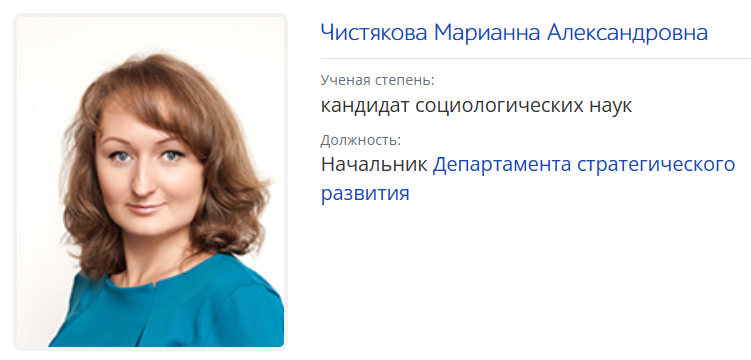 Чистякова Марианна Александровна
Ученая степень:
кандидат социологических наук
Должность:
Начальник Департамента стратегического
развития